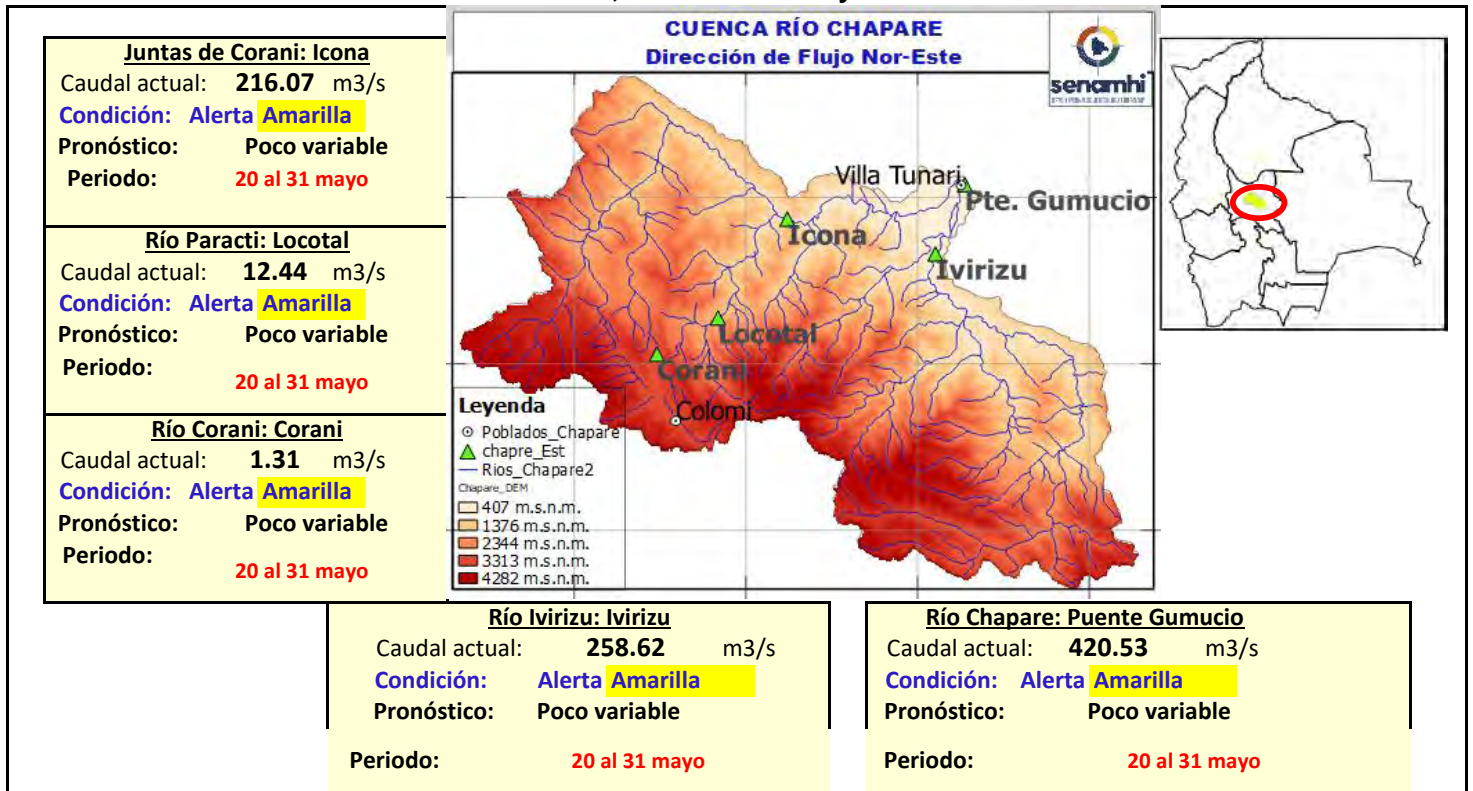 Juntas de Corani: Icona
Caudal actual: 216.07 m3/s
Condición: Alerta Amarilla
Pronóstico: Poco variable
Periodo: 20 al 31 mayo
Río Paracti: Locotal
Caudal actual: 12.44 m3/s
Condición: Alerta Amarilla
Pronóstico: Poco variable
Periodo: 20 al 31 mayo
Río Corani: Corani
Caudal actual: 1.31 m3/s
Condición: Alerta Amarilla
Pronóstico: Poco variable
Periodo: 20 al 31 mayo
CUENCA RÍO CHAPARE
Dirección de Flujo Nor-Este
senamhi
Villa Tunari
Pte. Gumucio
Icona
Ivirizu
Locotal
Corani
Colomi
Leyenda
Poblados_Chapare
chapre_Est
Rios_Chapare2
Chapare_DEM
407 m.s.n.m.
1376 m.s.n.m.
2344 m.s.n.m.
3313 m.s.n.m.
4282 m.s.n.m.
Río Ivirizu: Ivirizu
Caudal actual: 258.62 m3/s
Condición: Alerta Amarilla
Pronóstico: Poco variable
Periodo: 20 al 31 mayo
Río Chapare: Puente Gumucio
Caudal actual: 420.53 m3/s
Condición: Alerta Amarilla
Pronóstico: Poco variable
Periodo: 20 al 31 mayo